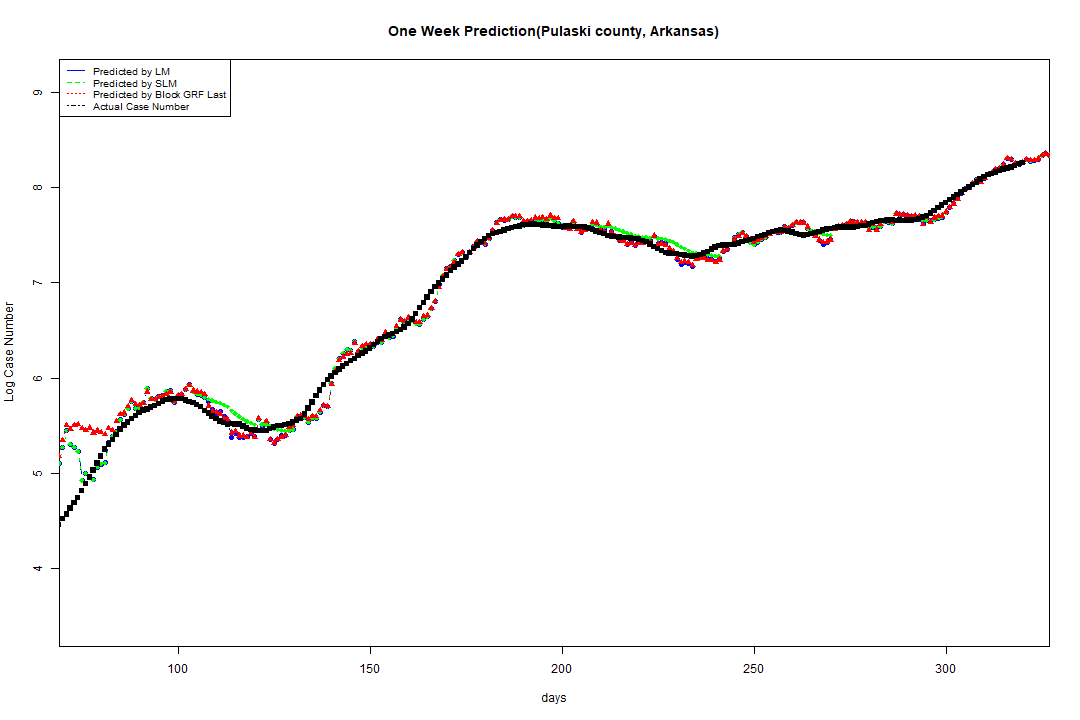 One Week Prediction(Pulaski county, Arkansas)
Predicted by LM
Predicted by SLM
Predicted by Block GRF Last
Actual Case Number
9
8
7
6
5
4
Log Case Number
100 150 200 250 300
days